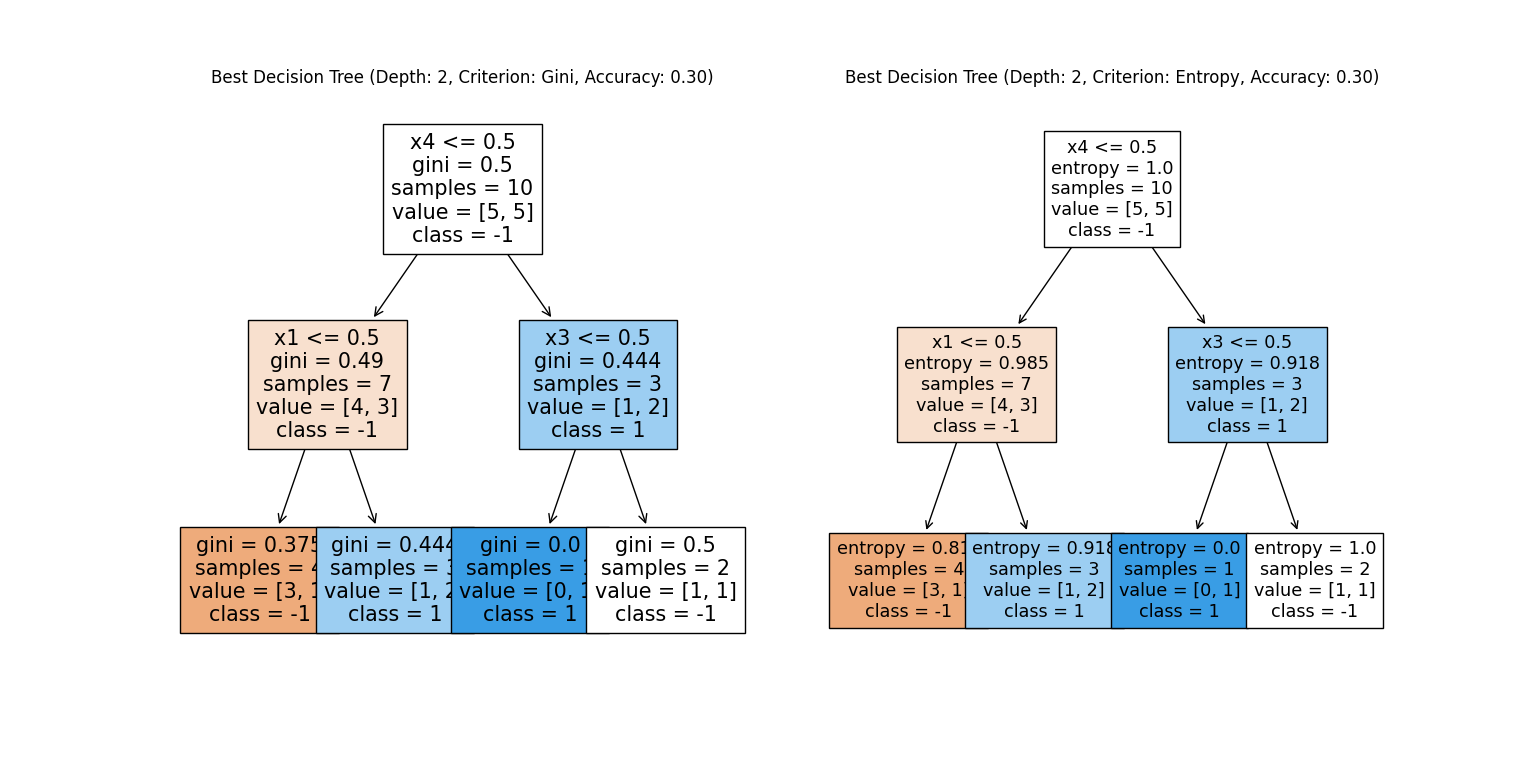 Best Decision Tree (Depth: 2, Criterion: Gini, Accuracy: 0.30)
x4 <= 0.5
gini = 0.5
samples = 10
value = [5, 5]
class = -1
x1 <= 0.5
gini = 0.49
samples = 7
value = [4, 3]
class = -1
x3 <= 0.5
gini = 0.444
samples = 3
value = [1, 2]
class = 1
gini = 0.375
samples =
value = [3, 1
class = -1
gini = 0.444
samples = 3
value = [1, 2
class = 1
gini = 0.0
samples =
value = [0, 1
class = 1
gini = 0.5
samples = 2
value = [1, 1]
class = -1
Best Decision Tree (Depth: 2, Criterion: Entropy, Accuracy: 0.30)
x4 <= 0.5
entropy = 1.0
samples = 10
value = [5, 5]
class = -1
x1 <= 0.5
entropy = 0.985
samples = 7
value = [4, 3]
class = -1
x3 <= 0.5
entropy = 0.918
samples = 3
value = [1, 2]
class = 1
entropy = 0.81
samples = 4
value = [3, 1]
class = -1
entropy = 0.918
samples = 3
value = [1, 2]
class = 1
entropy = 0.0
samples = 1
value = [0, 1]
class = 1
entropy = 1.0
samples = 2
value = [1, 1]
class = -1